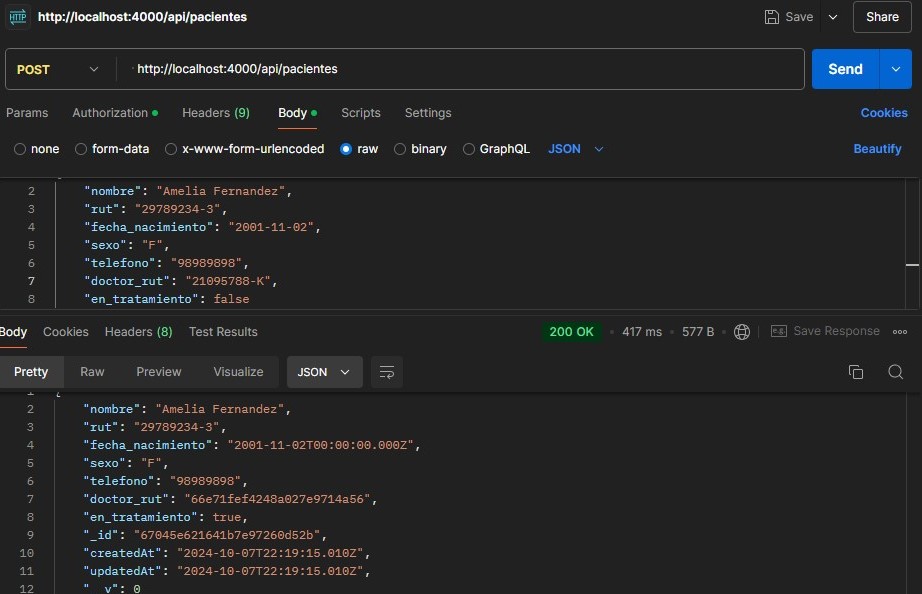 HTTP http://localhost:4000/api/pacientes Save Share
POST http://localhost:4000/api/pacientes Send
Params Authorization Headers (9) Body Scripts Settings Cookies
none form-data x-www-form-urlencoded raw binary GraphQL JSON Beautify
2 "nombre": "Amelia Fernandez",
3 "rut": "29789234-3",
4 "fecha_nacimiento": "2001-11-02",
5 "sexo": "F",
6 "telefono": "98989898",
7 "doctor_rut": "21095788-K",
8 "en_tratamiento": false
Body Cookies Headers (8) Test Results 200 OK 417 ms 577 B e.g. Save Response
Pretty Raw Preview Visualize JSON
1 {
2 "nombre": "Amelia Fernandez",
3 "rut": "29789234-3",
4 "fecha_nacimiento": "2001-11-02T00:00:00.000Z",
5 "sexo": "F",
6 "telefono": "98989898",
7 "doctor_rut": "66e71fef4248a027e9714a56",
8 "en_tratamiento": true,
9 "_id": "67045e621641b7e97260d52b",
10 "createdAt": "2024-10-07T22:19:15.010Z",
11 "updatedAt": "2024-10-07T22:19:15.010Z",
12 "__v": 0